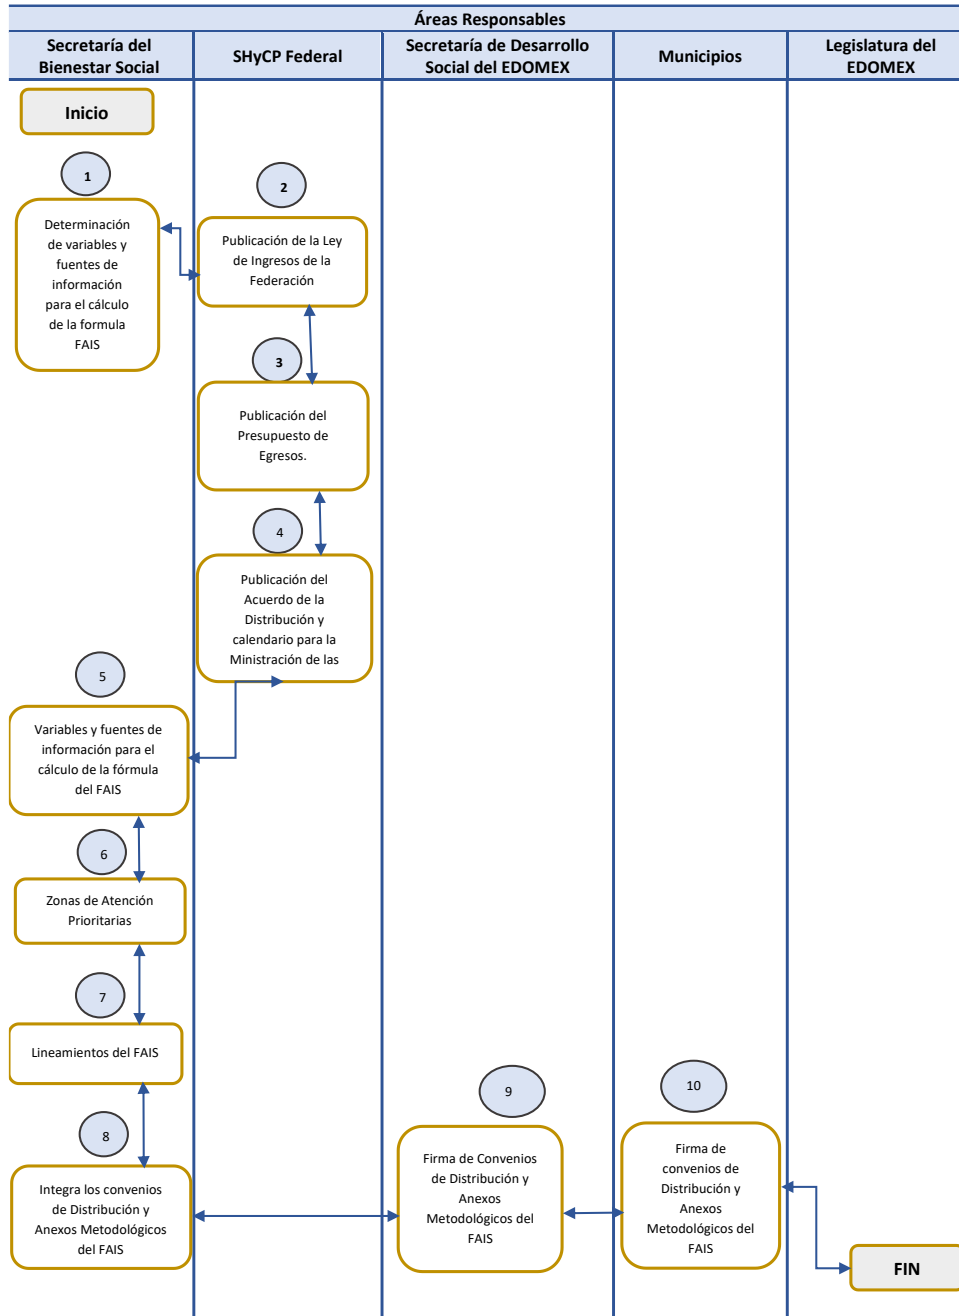 Áreas Responsables
Secretaría del
Bienestar Social
SHyCP Federal
Secretaría de Desarrollo
Social del EDOMEX
Municipios
Legislatura del
EDOMEX
Inicio
1
Determinación
de variables y
fuentes de
información
para el cálculo
de la formula
FAIS
2
Publicación de la Ley
de Ingresos de la
Federación
3
Publicación del
Presupuesto de
Egresos.
4
Publicación del
Acuerdo de la
Distribución y
calendario para la
Ministración de las
5
Variables y fuentes de
información para el
cálculo de la fórmula
del FAIS
6
Zonas de Atención
Prioritarias
7
Lineamientos del FAIS
8
Integra los convenios
de Distribución y
Anexos Metodológicos
del FAIS
9
Firma de Convenios
de Distribución y
Anexos
Metodológicos del
FAIS
10
Firma de
convenios de
Distribución y
Anexos
Metodológicos del
FAIS
FIN